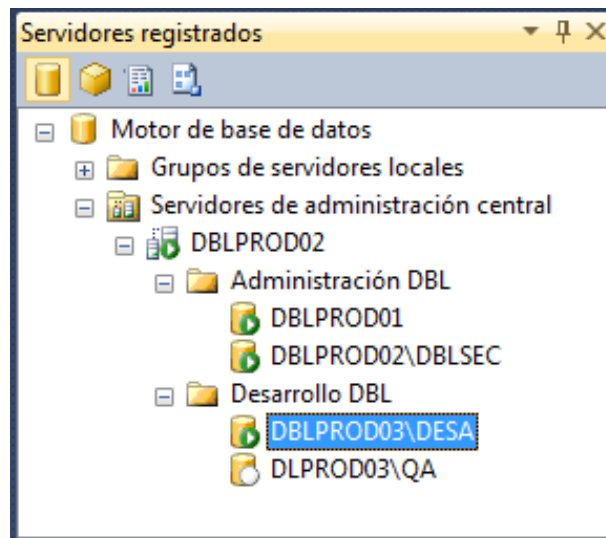 Servidores registrados
Motor de base de datos
Grupos de servidores locales
Servidores de administración central
DBLPROD02
Administración DBL
DBLPROD01
DBLPROD02\DBLSEC
Desarrollo DBL
DBLPROD03\DESA
DLPROD03\QA